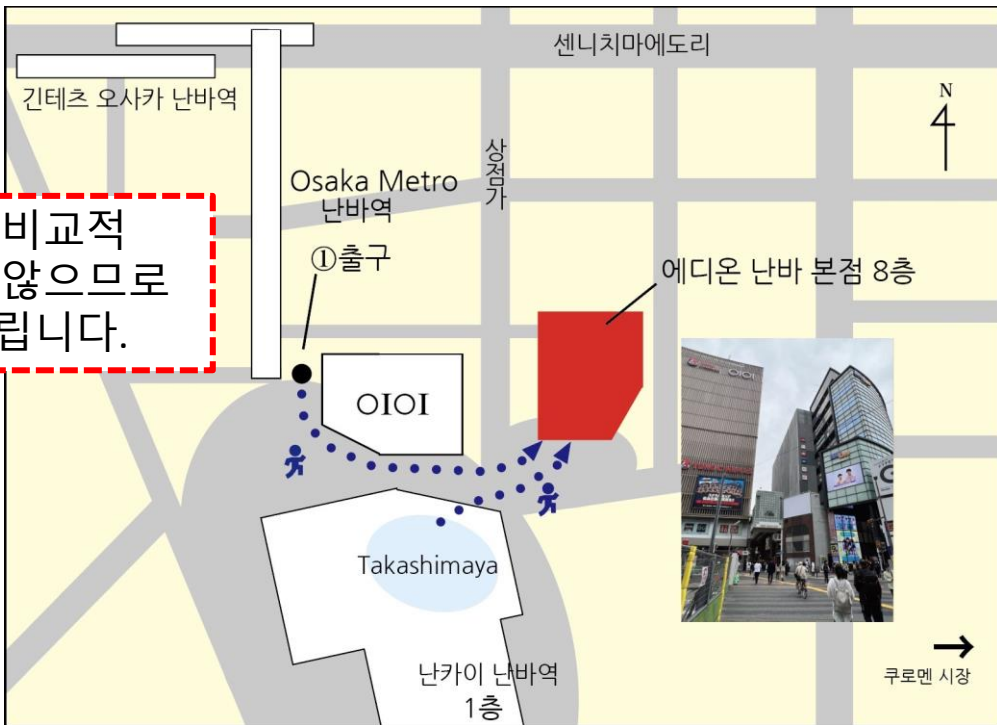 센니치마에도리
긴테츠 오사카 난바역
N
상점가
Osaka Metro
난바역
①출구
비교적
않으므로
립니다.
에디온 난바 본점 8층
OIOI
OIOI
Takashimaya
난카이 난바역
1층
쿠로멘 시장